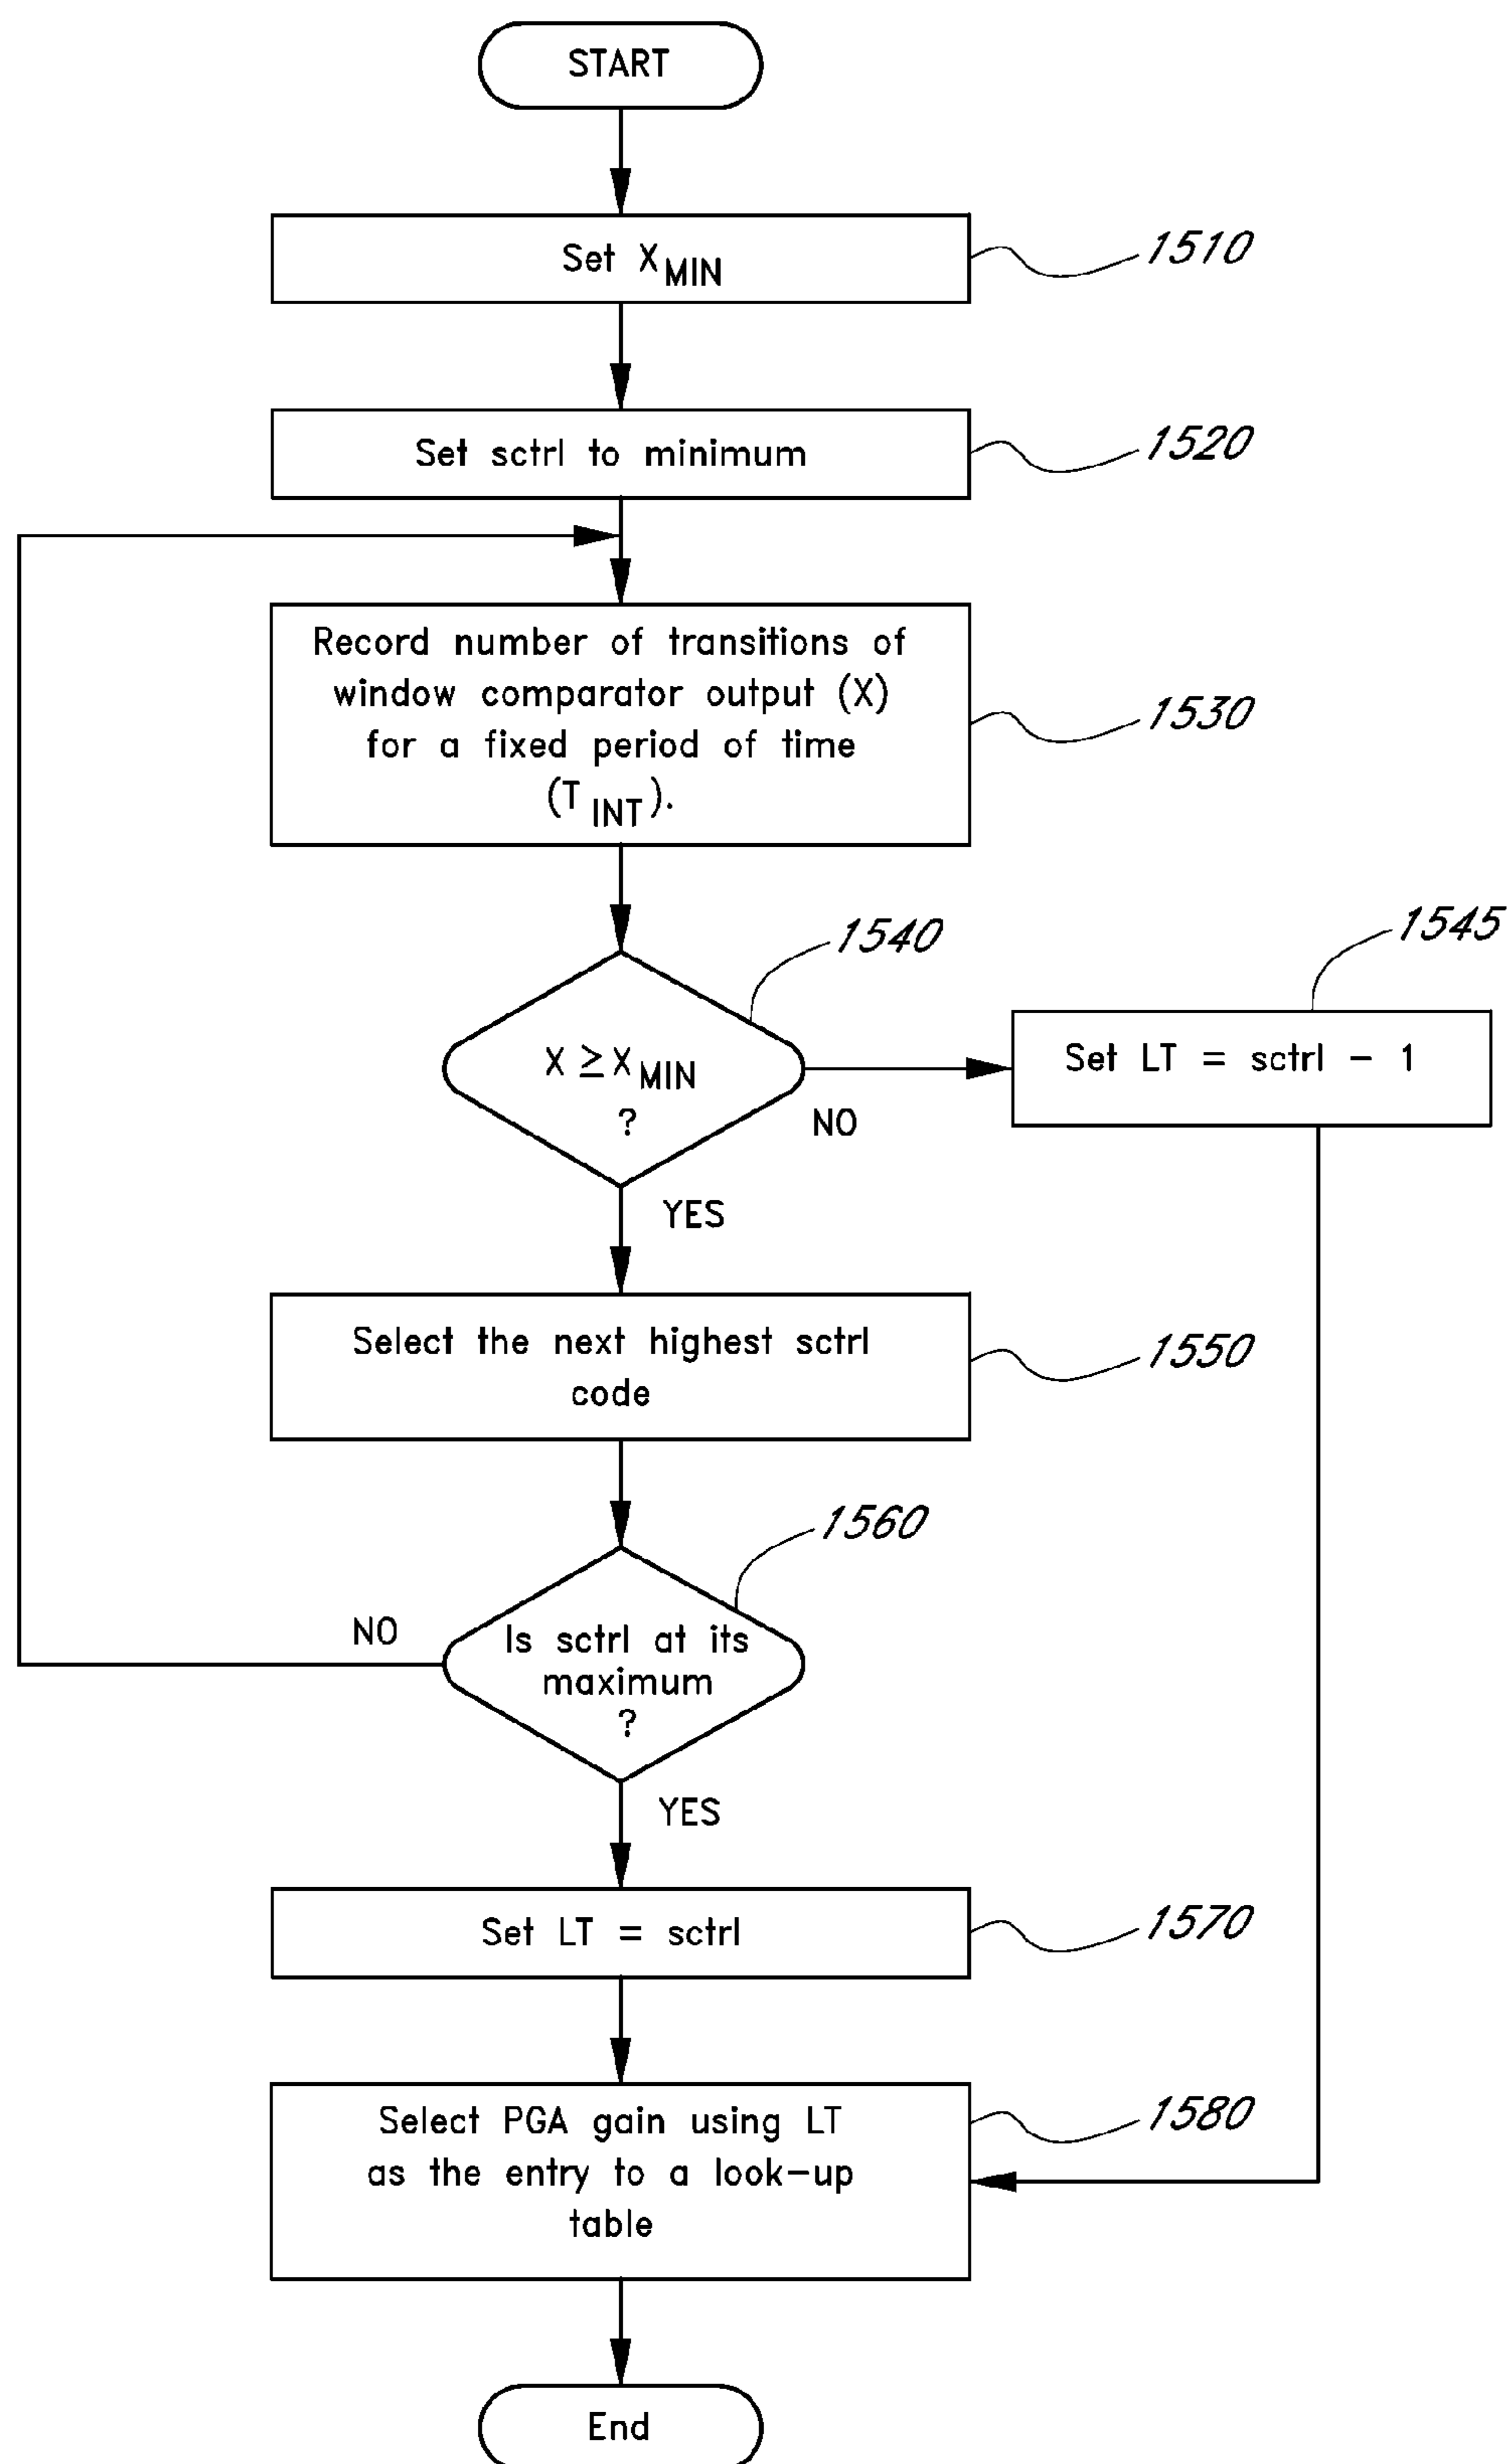 START
Set XMIN
1510
Set sctrl to minimum
1520
Record number of transitions of
window comparator output (X)
for a fixed period of time
(TINT).
1530
1540
X ≥ XMIN
?
NO
YES
1545
Set LT = sctrl - 1
Select the next highest sctrl
code
1550
1560
Is sctrl at its
maximum
?
NO
YES
Set LT = sctrl
1570
Select PGA gain using LT
as the entry to a look-up
table
1580
End